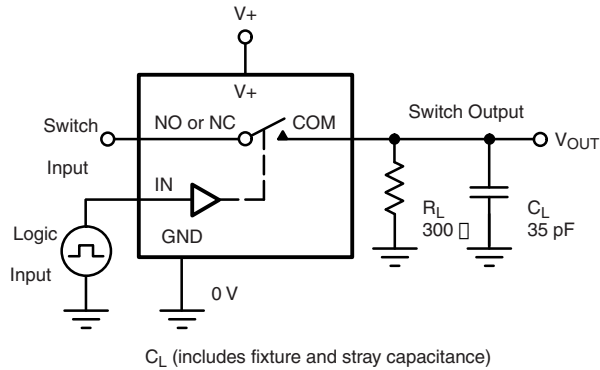 V+
V+
Switch Input
NO or NC
COM
Switch Output
VOUT
IN
Logic Input
GND
0 V
RL
300 ▯
CL
35 pF
CL (includes fixture and stray capacitance)